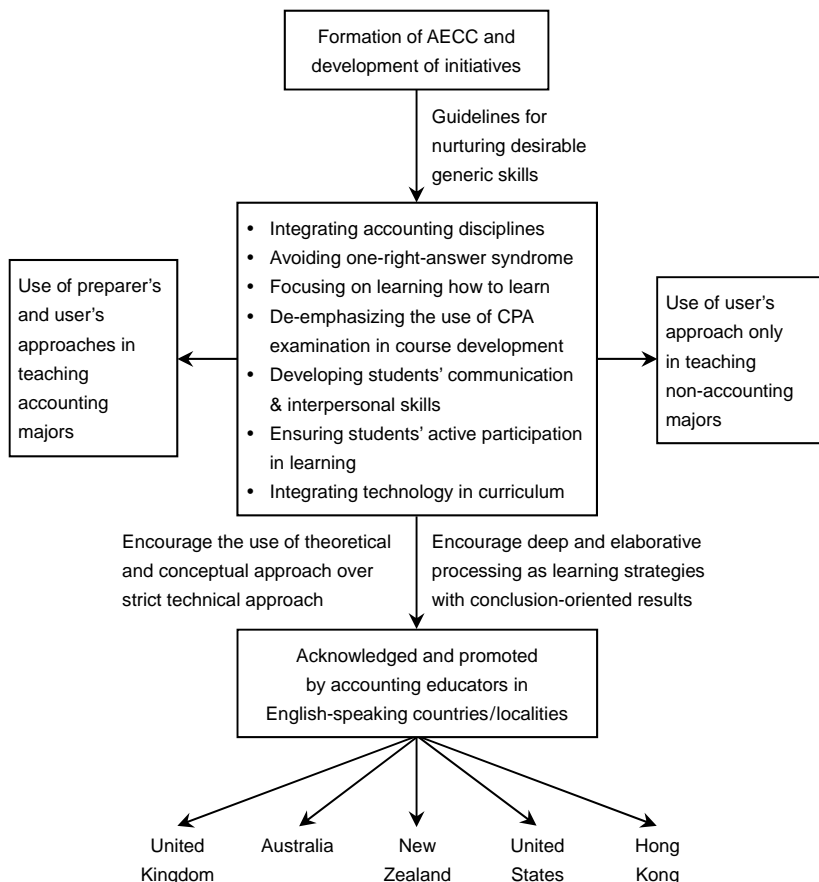 Formation of AECC and
development of initiatives
Guidelines for
nurturing desirable
generic skills
• Integrating accounting disciplines
• Avoiding one-right-answer syndrome
• Focusing on learning how to learn
• De-emphasizing the use of CPA
examination in course development
• Developing students’ communication
& interpersonal skills
• Ensuring students’ active participation
in learning
• Integrating technology in curriculum
Use of preparer’s
and user’s
approaches in
teaching
accounting
majors
Use of user’s
approach only
in teaching
non-accounting
majors
Encourage the use of theoretical
and conceptual approach over
strict technical approach
Encourage deep and elaborative
processing as learning strategies
with conclusion-oriented results
Acknowledged and promoted
by accounting educators in
English-speaking countries/localities
United
Kingdom
Australia
New
Zealand
United
States
Hong
Kong